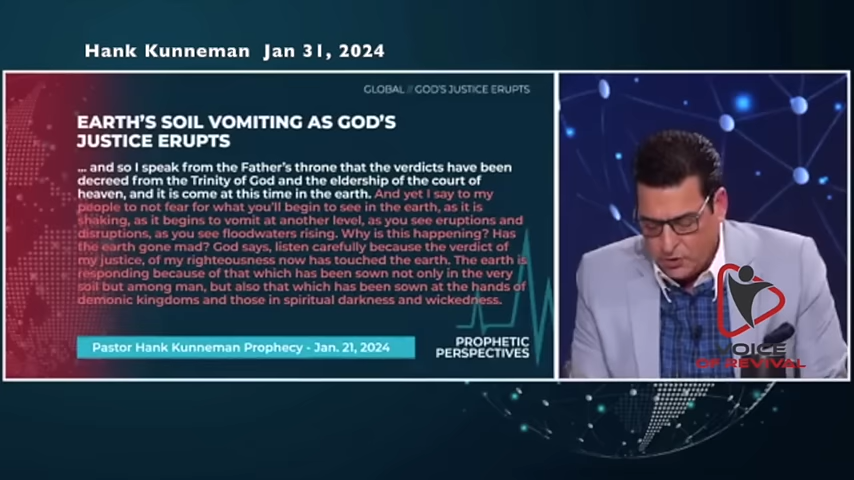 Hank Kunneman Jan 31, 2024
GLOBAL // GOD'S JUSTICE ERUPTS
EARTH'S SOIL VOMITING AS GOD'S
JUSTICE ERUPTS
... and so I speak from the Father's throne that the verdicts have been
decreed from the Trinity of God and the eldership of the court of
heaven, and it is come at this time in the earth. And yet I say to my
people to not fear for what you'll begin to see in the earth, as it is
shaking, as it begins to vomit at another level, as you see eruptions and
disruptions, as you see floodwaters rising. Why is this happening? Has
the earth gone mad? God says, listen carefully because the verdict of
my justice, of my righteousness now has touched the earth. The earth is
responding because of that which has been sown not only in the very
soil but among man, but also that which has been sown at the hands of
demonic kingdoms and those in spiritual darkness and wickedness.
Pastor Hank Kunneman Prophecy - Jan. 21, 2024
PROPHETIC
PERSPECTIVES
VOICE
OF REVIVAL